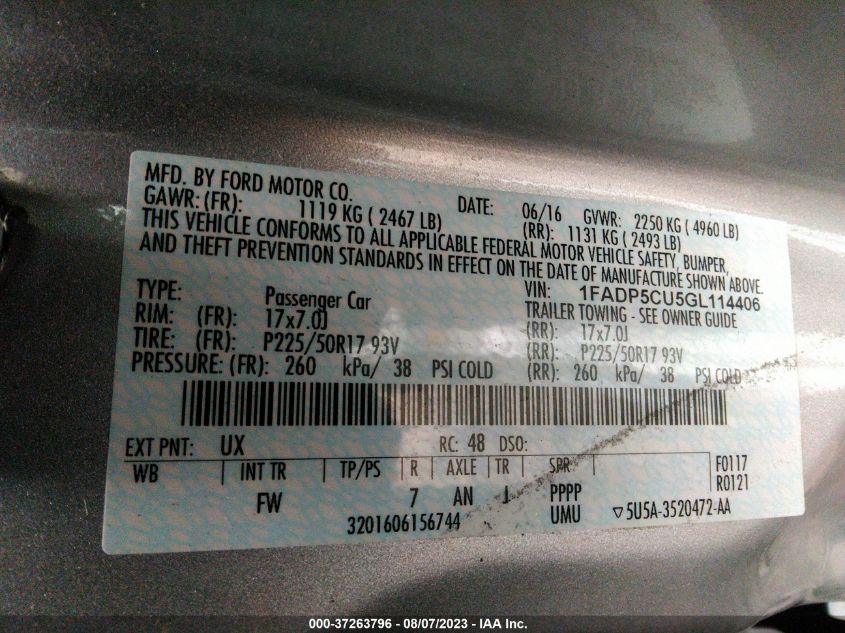 MFD. BY FORD MOTOR CO.
DATE: 06/16 GVWR: 2250 KG ( 4960 LB)
GAWR: (FR): 1119 KG ( 2467 LB) (RR): 1131 KG ( 2493 LB)
THIS VEHICLE CONFORMS TO ALL APPLICABLE FEDERAL MOTOR VEHICLE SAFETY, BUMPER,
AND THEFT PREVENTION STANDARDS IN EFFECT ON THE DATE OF MANUFACTURE SHOWN ABOVE.
VIN: 1FADP5CU5GL114406
TYPE: Passenger Car TRAILER TOWING - SEE OWNER GUIDE
RIM: (FR): 17x7.0J (RR): 17x7.0J
TIRE: (FR): P225/50R17 93V (RR): P225/50R17 93V
PRESSURE: (FR): 260 kPa/ 38 PSI COLD (RR): 260 kPa/ 38 PSI COLD
EXT PNT: UX RC: 48 DSO:
WB INT TR TP/PS R AXLE TR SPR F0117
R0121
FW 7 AN J PPPP
3201606156744 UMU ▽5U5A-3520472-AA
000-37263796 - 08/07/2023 - IAA Inc.